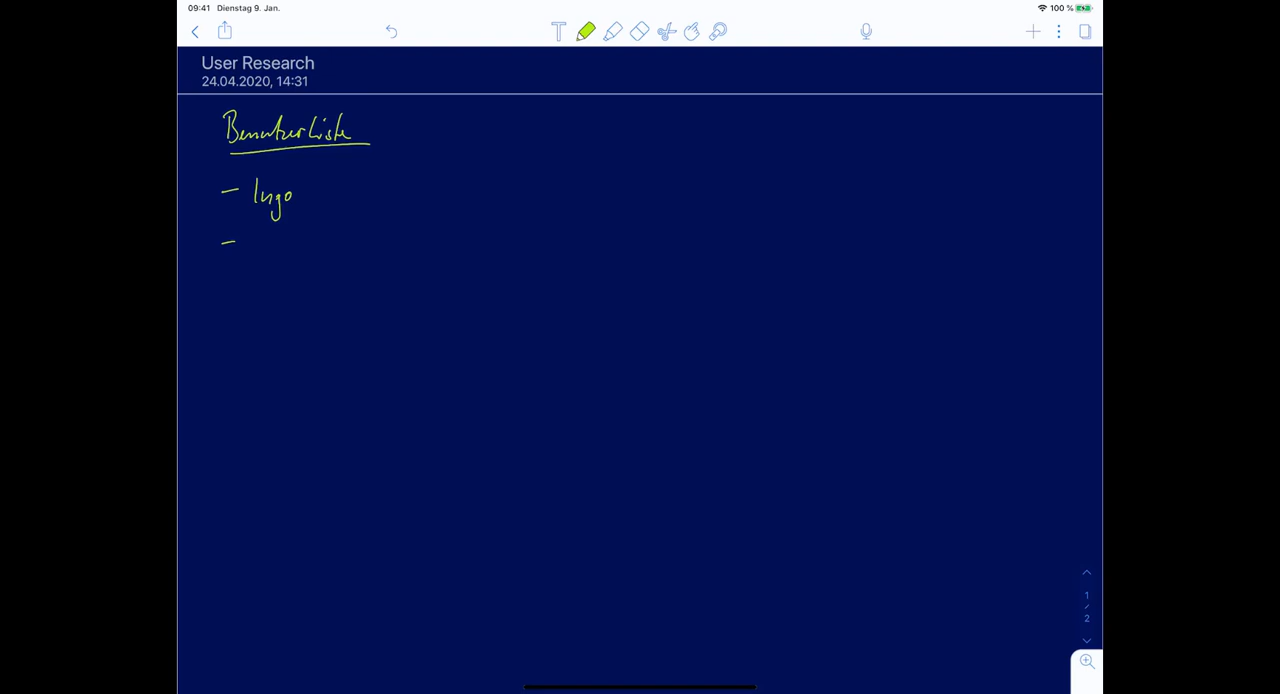 09:41 Dienstag 9. Jan. 100 %
User Research
24.04.2020, 14:31
Benutzerliste
- Ingo
-
1
/
2